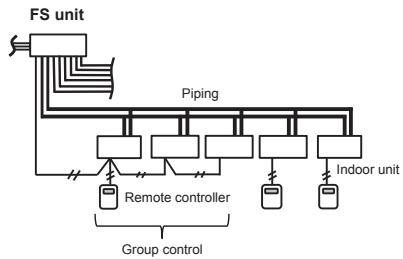 FS unit
Piping
Indoor unit
Remote controller
Group control